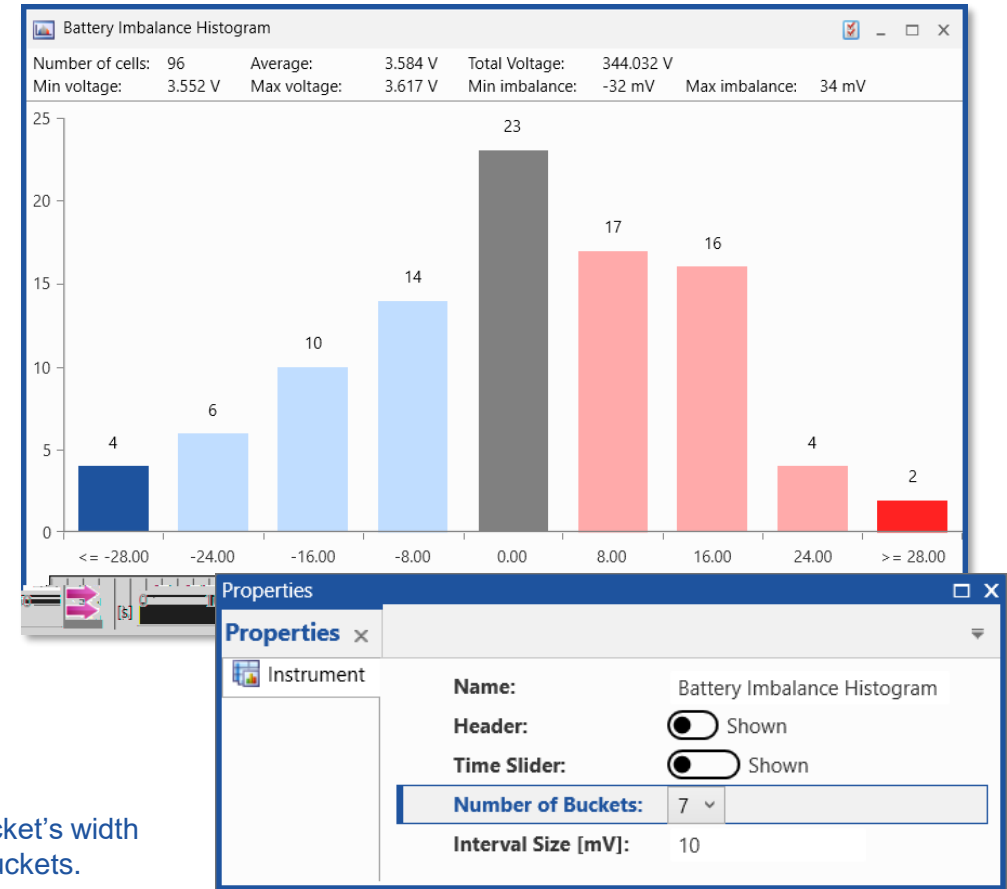 Battery Imbalance Histogram
Number of cells: 96 Average: 3.584 V Total Voltage: 344.032 V
Min voltage: 3.552 V Max voltage: 3.617 V Min imbalance: -32 mV Max imbalance: 34 mV
25
20
15
10
5
0
4
6
10
14
23
17
16
4
2
<= -28.00 -24.00 -16.00 -8.00 0.00 8.00 16.00 24.00 >= 28.00
[s]
Properties
Properties
Instrument
Name: Battery Imbalance Histogram
Header: Shown
Time Slider: Shown
Number of Buckets: 7
Interval Size [mV]: 10
cket's width
uckets.